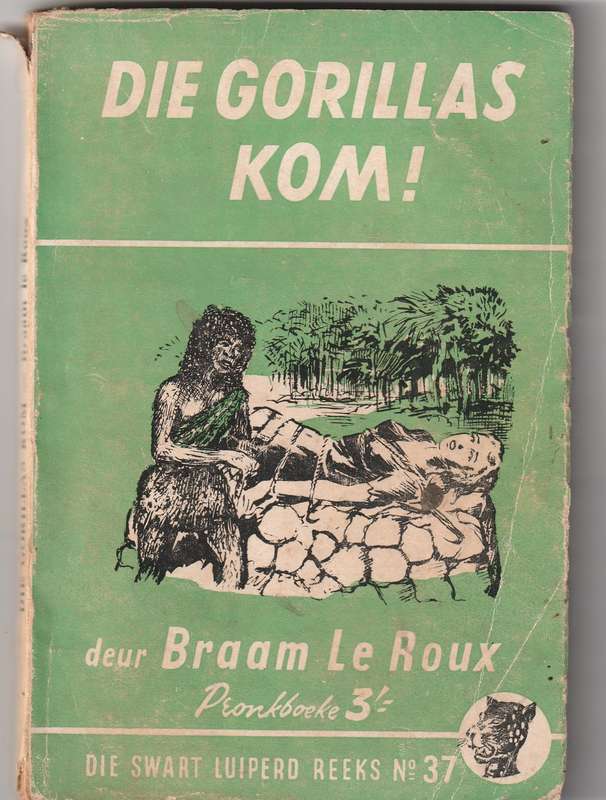 DIE GORILLAS
KOM!
deur Braam Le Roux
Pronkboeke 3'=
DIE SWART LUIPERD REEKS No 37